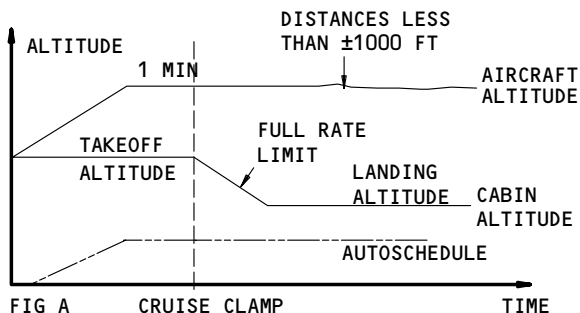 DISTANCES LESS
THAN ±1000 FT
ALTITUDE
1 MIN
AIRCRAFT
ALTITUDE
FULL RATE
LIMIT
TAKEOFF
ALTITUDE
LANDING
ALTITUDE
CABIN
ALTITUDE
AUTOSCHEDULE
FIG A
CRUISE CLAMP
TIME